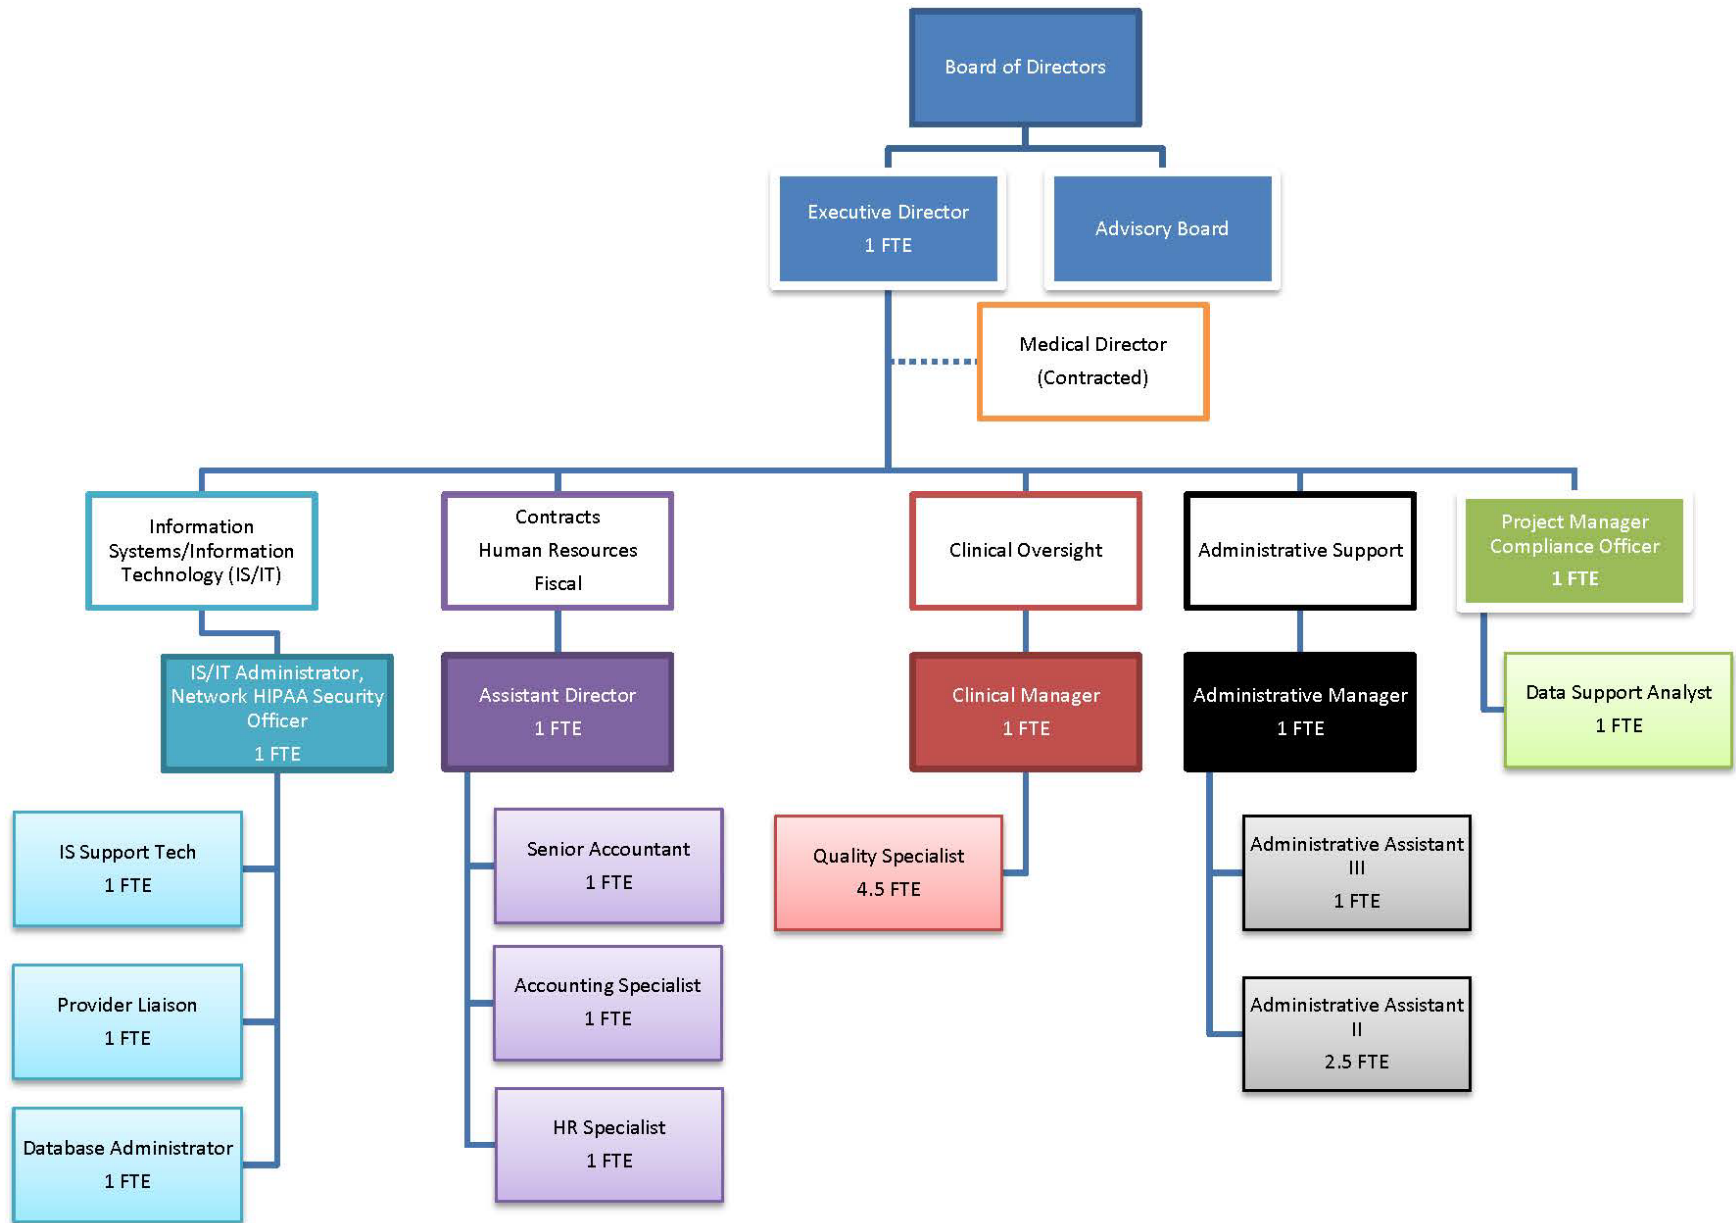 Board of Directors
Executive Director
1 FTE
Advisory Board
Medical Director
(Contracted)
Information
Systems/Information
Technology (IS/IT)
Contracts
Human Resources
Fiscal
Clinical Oversight
Administrative Support
Project Manager
Compliance Officer
1 FTE
IS/IT Administrator,
Network HIPAA Security
Officer
1 FTE
Assistant Director
1 FTE
Clinical Manager
1 FTE
Administrative Manager
1 FTE
Data Support Analyst
1 FTE
IS Support Tech
1 FTE
Senior Accountant
1 FTE
Quality Specialist
4.5 FTE
Administrative Assistant
III
1 FTE
Provider Liaison
1 FTE
Accounting Specialist
1 FTE
Administrative Assistant
II
2.5 FTE
Database Administrator
1 FTE
HR Specialist
1 FTE